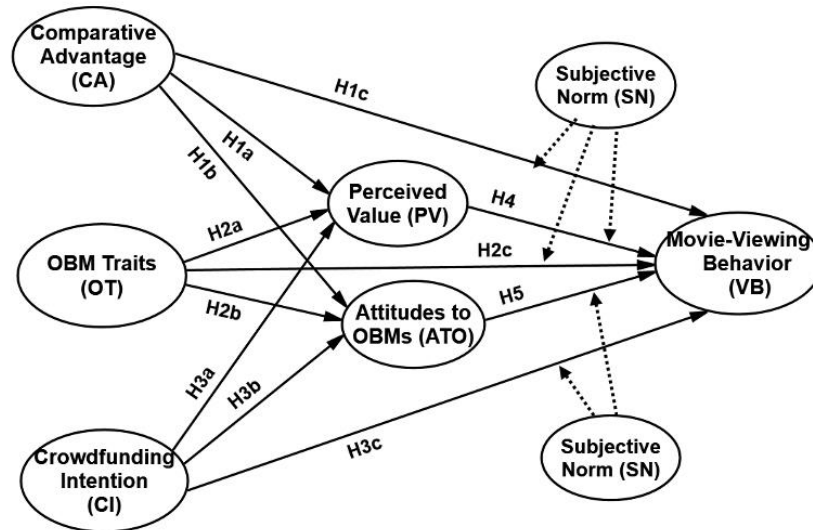 Comparative
Advantage
(CA)
H1c
Subjective
Norm (SN)
H1a
H1b
Perceived
Value (PV)
H4
H2a
OBM Traits
(OT)
H2c
Movie-Viewing
Behavior
(VB)
H2b
Attitudes to
OBMs (ATO)
H5
H3a
H3b
Crowdfunding
Intention
(CI)
H3c
Subjective
Norm (SN)